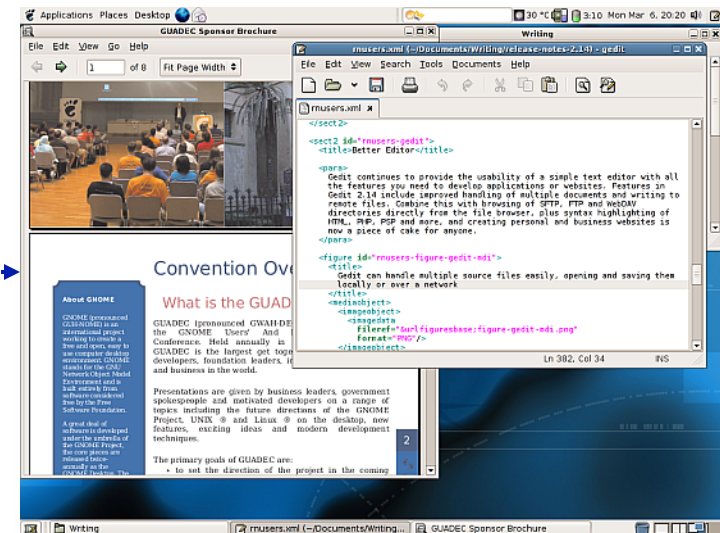 Applications Places Desktop
30 °C 3:10 Mon Mar 6, 20:20
GUADEC Sponsor Brochure
Writing
File Edit View Go Help
1 of 8 Fit Page Width
rnusers.xml (~/Documents/Writing/release-notes-2.14) - gedit
File Edit View Search Tools Documents Help
rnusers.xml x
</sect2>
<sect2 id="rnusers-gedit">
<title>Better Editor</title>
<para>
Gedit continues to provide the usability of a simple text editor with all
the features you need to develop applications or websites. Features in
Gedit 2.14 include improved handling of multiple documents and writing to
remote files. Combine this with browsing of SFTP, FTP and WebDAV
directories directly from the file browser, plus syntax highlighting of
HTML, PHP, PSP and more, and creating personal and business websites is
now a piece of cake for anyone.
</para>
<figure id="rnusers-figure-gedit-mdi">
<title>
Gedit can handle multiple source files easily, opening and saving them
locally or over a network
</title>
<mediaobject>
<imageobject>
<imagedata
fileref="&urlfiguresbase;figure-gedit-mdi.png"
format="PNG"/>
</imageobject>
Ln 382, Col 34 INS
Convention Ove
What is the GUAD
About GNOME
GNOME (pronounced
GUH-NOME) is an
international project
working to create a
free and open, easy to
use computer desktop
environment. GNOME
stands for the GNU
Network Object Model
Environment and is
built entirely from
software considered
free by the Free
Software Foundation.
A great deal of
software is developed
under the umbrella of
the GNOME Project,
the core pieces are
released twice-
annually as the
GNOME Desktop. The
GUADEC (pronounced GWAH-DE
the GNOME Users' And
Conference. Held annually in
GUADEC is the largest get toge
developers, foundation leaders, i
and business in the world.
Presentations are given by business leaders, government
spokespeople and motivated developers on a range of
topics including the future directions of the GNOME
Project, UNIX ® and Linux ® on the desktop, new
features, exciting ideas and modern development
techniques.
The primary goals of GUADEC are:
• to set the direction of the project in the coming
2
Writing
rnusers.xml (~/Documents/Writing...
GUADEC Sponsor Brochure